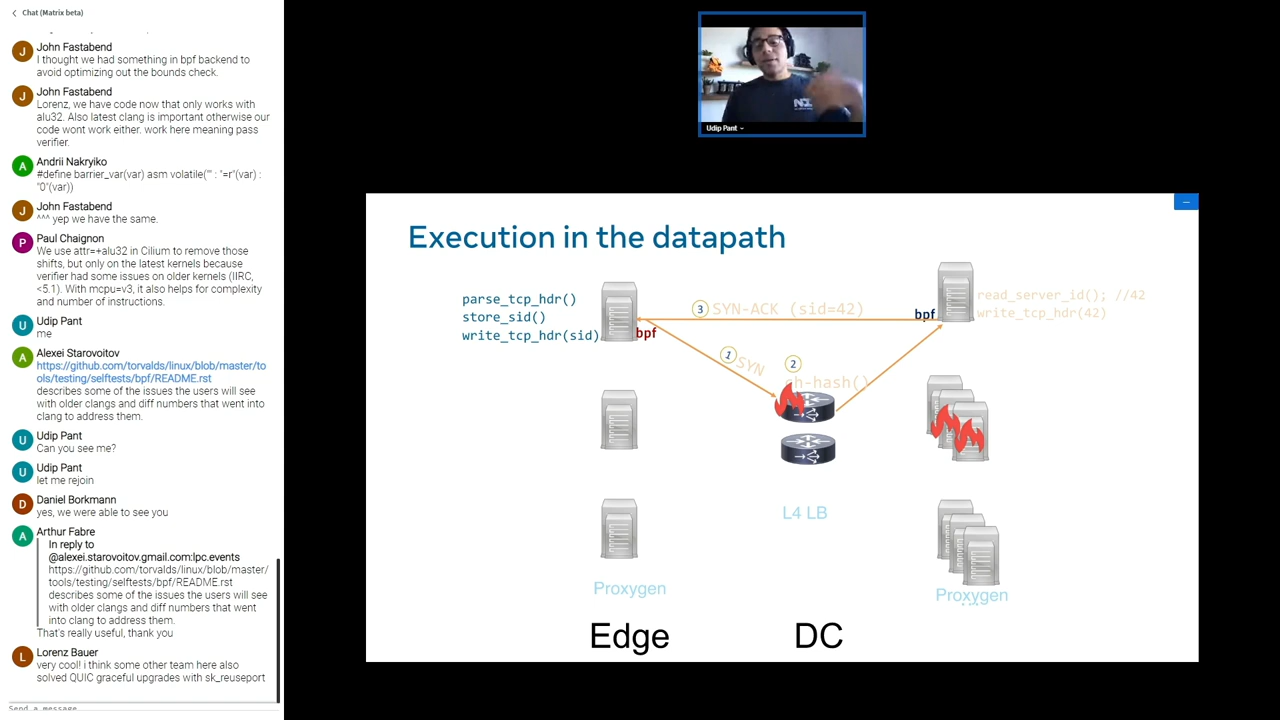 Chat (Matrix beta)
John Fastabend
I thought we had something in bpf backend to
avoid optimizing out the bounds check.
John Fastabend
Lorenz, we have code now that only works with
alu32. Also latest clang is important otherwise our
code wont work either. work here meaning pass
verifier.
Andrii Nakryiko
#define barrier_var(var) asm volatile("" : "=r"(var) :
"0"(var))
John Fastabend
^^^ yep we have the same.
Paul Chaignon
We use attr=+alu32 in Cilium to remove those
shifts, but only on the latest kernels because
verifier had some issues on older kernels (IIRC,
<5.1). With mcpu=v3, it also helps for complexity
and number of instructions.
Udip Pant
me
Alexei Starovoitov
https://github.com/torvalds/linux/blob/master/to
ols/testing/selftests/bpf/README.rst
describes some of the issues the users will see
with older clangs and diff numbers that went into
clang to address them.
Udip Pant
Can you see me?
Udip Pant
let me rejoin
Daniel Borkmann
yes, we were able to see you
Arthur Fabre
In reply to
@alexei.starovoitov.gmail.com:lpc.events
https://github.com/torvalds/linux/blob/master/
tools/testing/selftests/bpf/README.rst
describes some of the issues the users will see
with older clangs and diff numbers that went
into clang to address them.
That's really useful, thank you
Lorenz Bauer
very cool! i think some other team here also
solved QUIC graceful upgrades with sk_reuseport
Send a message
Udip Pant
Execution in the datapath
parse_tcp_hdr()
store_sid()
write_tcp_hdr(sid)
bpf
3 SYN-ACK (sid=42)
bpf
read_server_id(); //42
write_tcp_hdr(42)
1 SYN
2
ch-hash()
L4 LB
Proxygen
Proxygen
Edge
DC